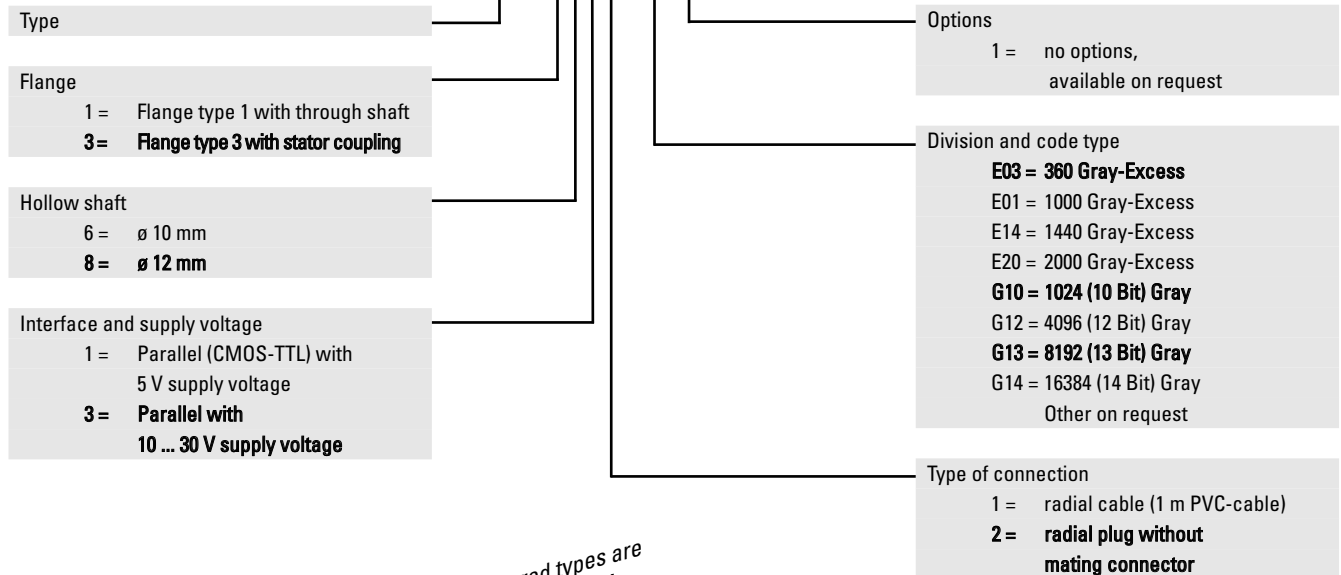 Type
Flange
1 = Flange type 1 with through shaft
3 = Flange type 3 with stator coupling
Hollow shaft
6 = ø 10 mm
8 = ø 12 mm
Interface and supply voltage
1 = Parallel (CMOS-TTL) with
5 V supply voltage
3 = Parallel with
10 ... 30 V supply voltage
Options
1 = no options,
available on request
Division and code type
E03 = 360 Gray-Excess
E01 = 1000 Gray-Excess
E14 = 1440 Gray-Excess
E20 = 2000 Gray-Excess
G10 = 1024 (10 Bit) Gray
G12 = 4096 (12 Bit) Gray
G13 = 8192 (13 Bit) Gray
G14 = 16384 (14 Bit) Gray
Other on request
Type of connection
1 = radial cable (1 m PVC-cable)
2 = radial plug without
mating connector
types are